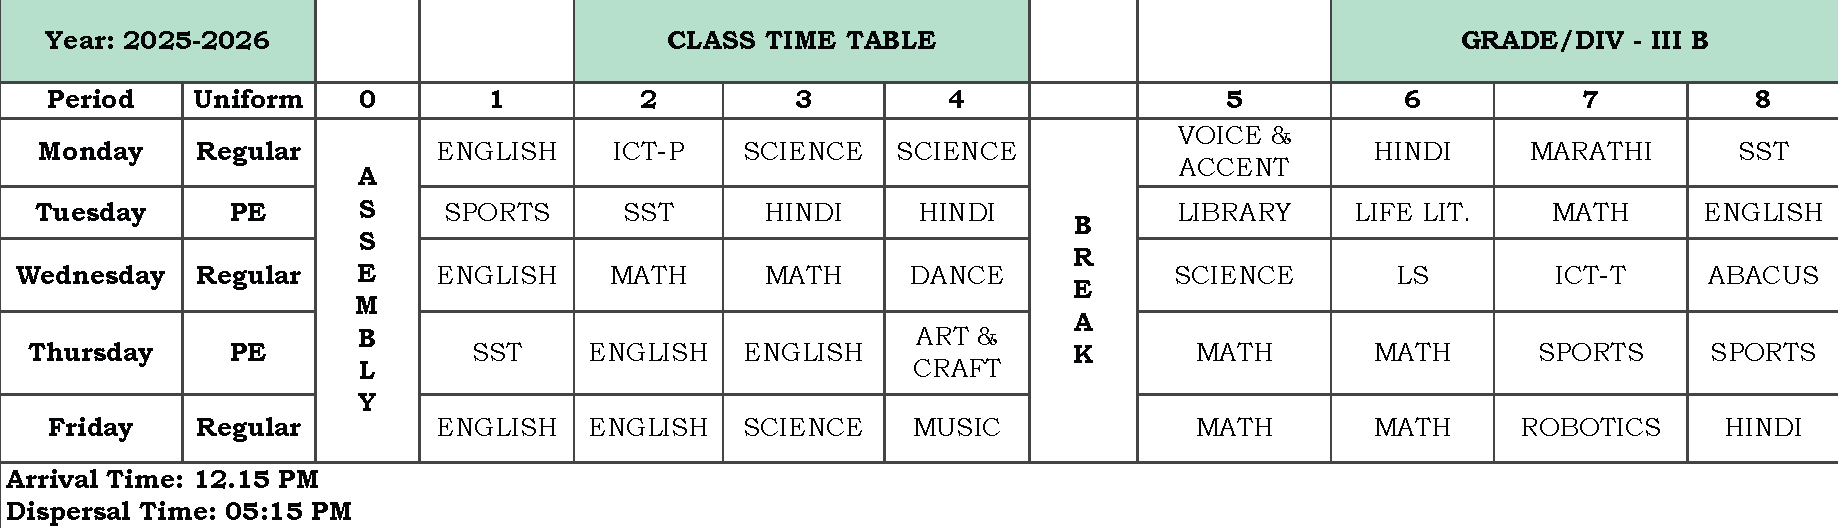 Year: 2025-2026 CLASS TIME TABLE GRADE/DIV - III B
Period Uniform 0 1 2 3 4 5 6 7 8
Monday Regular ENGLISH ICT-P SCIENCE SCIENCE VOICE & ACCENT HINDI MARATHI SST
Tuesday PE SPORTS SST HINDI HINDI LIBRARY LIFE LIT. MATH ENGLISH
Wednesday Regular ENGLISH MATH MATH DANCE SCIENCE LS ICT-T ABACUS
Thursday PE SST ENGLISH ENGLISH ART & CRAFT MATH MATH SPORTS SPORTS
Friday Regular ENGLISH ENGLISH SCIENCE MUSIC MATH MATH ROBOTICS HINDI
ASSEMBLY
BREAK
Arrival Time: 12.15 PM
Dispersal Time: 05:15 PM